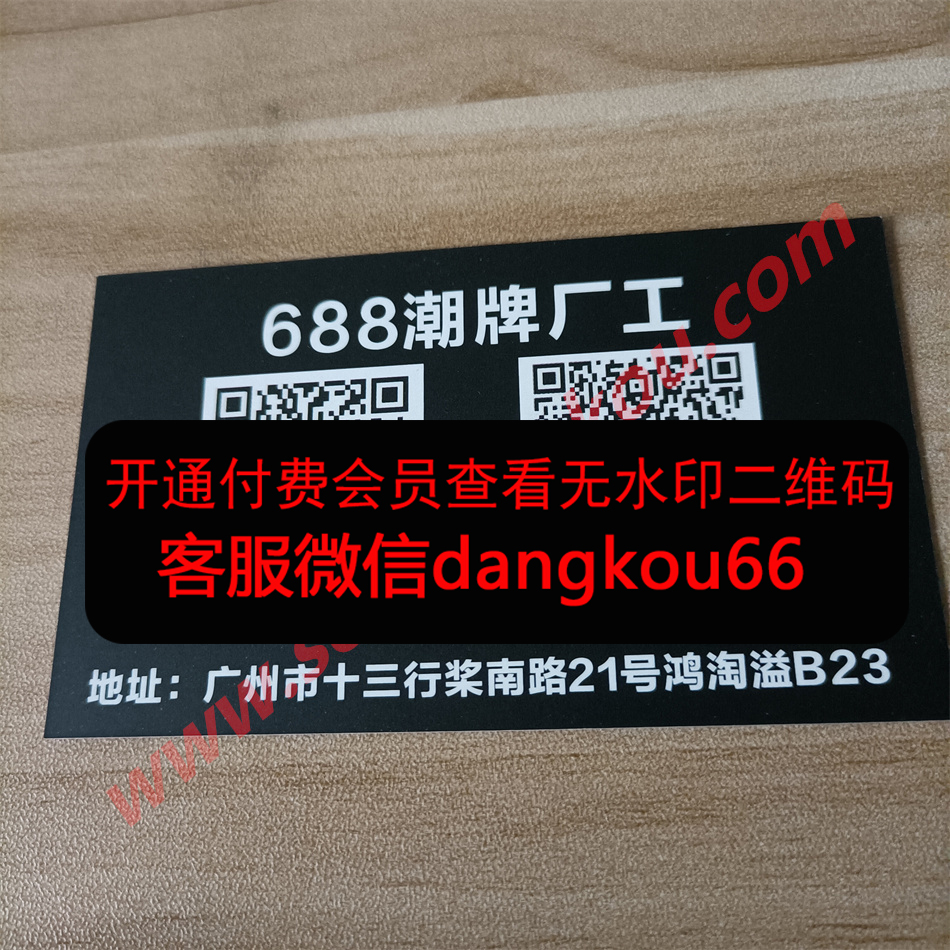 688潮牌厂工
开通付费会员查看无水印二维码
客服微信dangkou66
地址：广州市十三行桨南路21号鸿淘溢B23